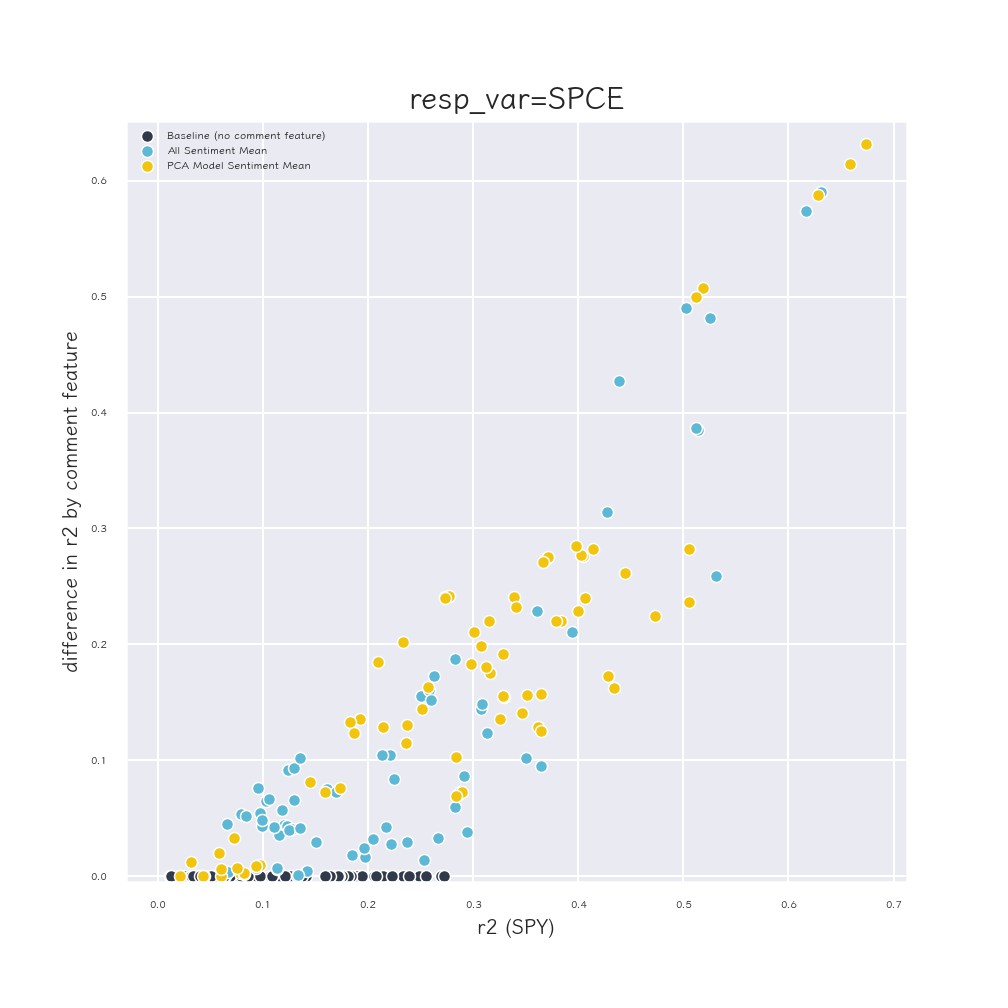 resp_var=SPCE
Baseline (no comment feature)
All Sentiment Mean
PCA Model Sentiment Mean
difference in r2 by comment feature
0.6
0.5
0.4
0.3
0.2
0.1
0.0
0.0 0.1 0.2 0.3 0.4 0.5 0.6 0.7
r2 (SPY)